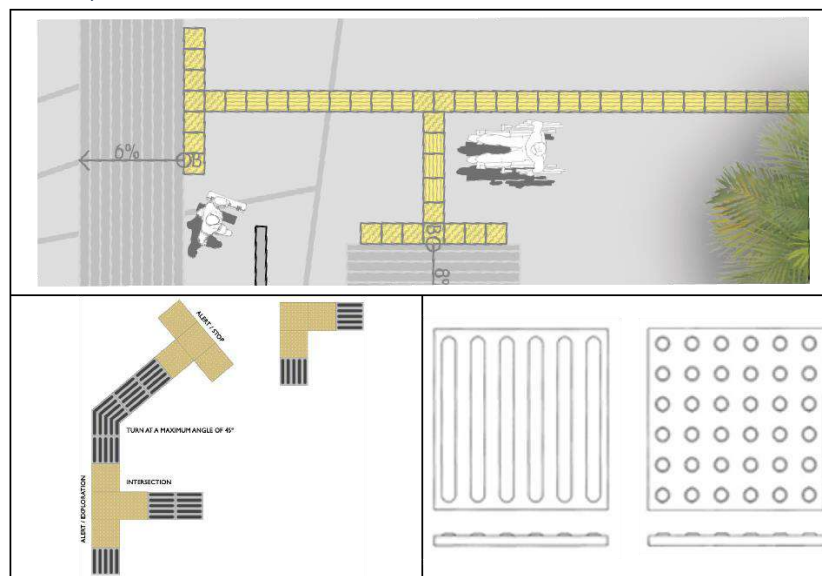 6%
B
B
8%
ALERT / STOP
TURN AT A MAXIMUM ANGLE OF 45°
INTERSECTION
ALERT / EXPLORATION